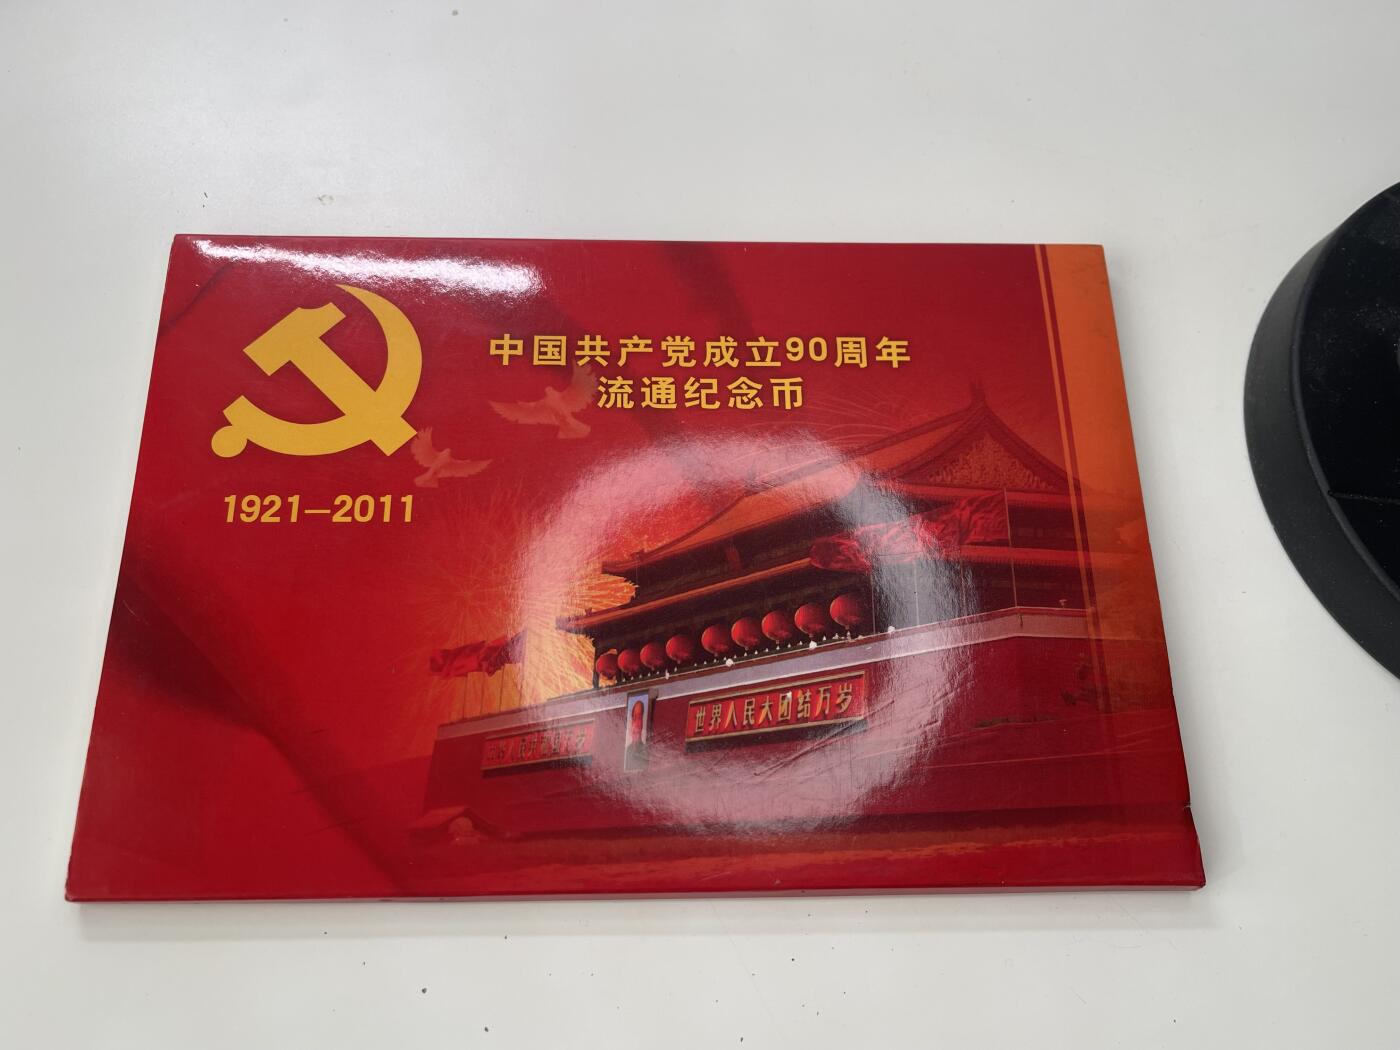 中国共产党成立90周年
流通纪念币
1921—2011
世界人民大团结万岁